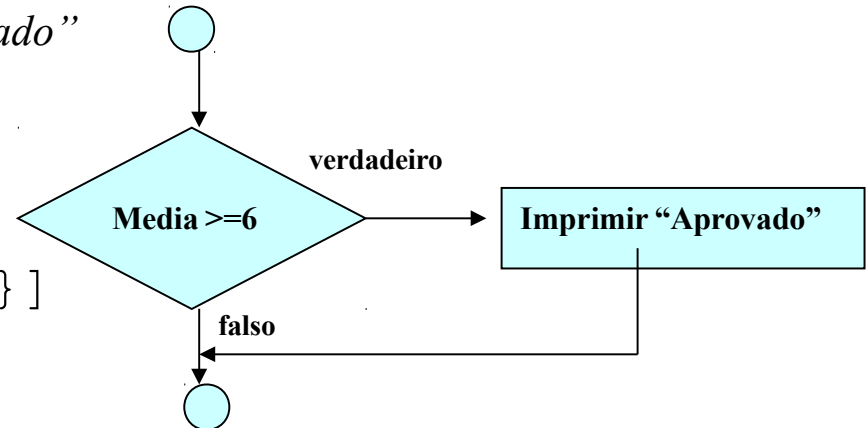 ado”
verdadeiro
Media >=6
Imprimir “Aprovado”
} ]
falso